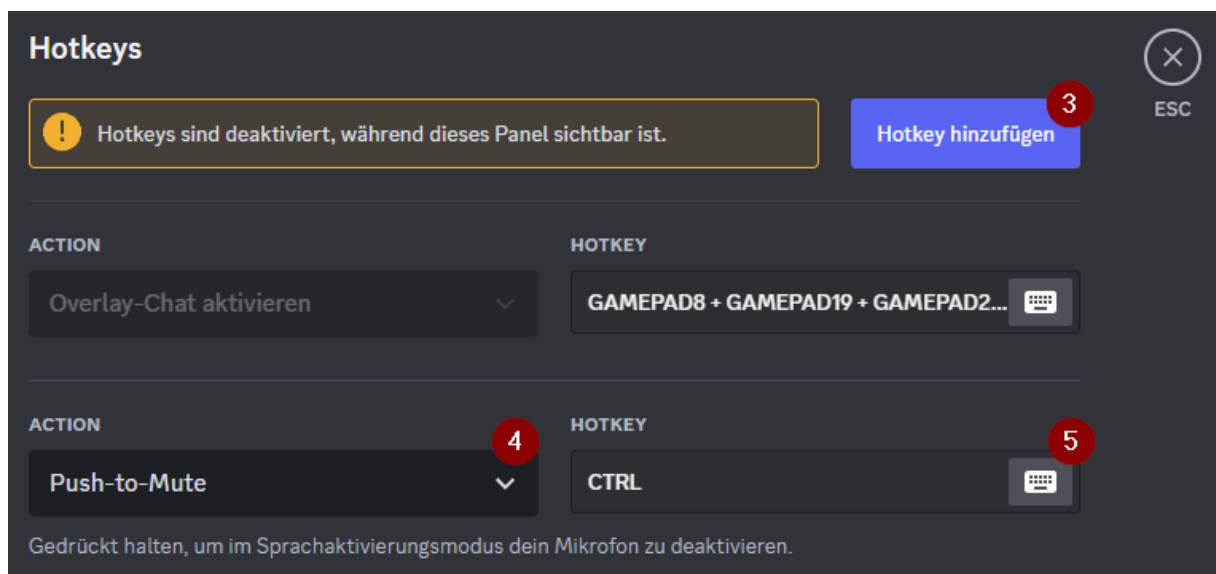 Hotkeys
ESC
Hotkeys sind deaktiviert, während dieses Panel sichtbar ist.
3
Hotkey hinzufügen
ACTION
HOTKEY
Overlay-Chat aktivieren
GAMEPAD8 + GAMEPAD19 + GAMEPAD2...
ACTION
4
HOTKEY
5
Push-to-Mute
CTRL
Gedrückt halten, um im Sprachaktivierungsmodus dein Mikrofon zu deaktivieren.